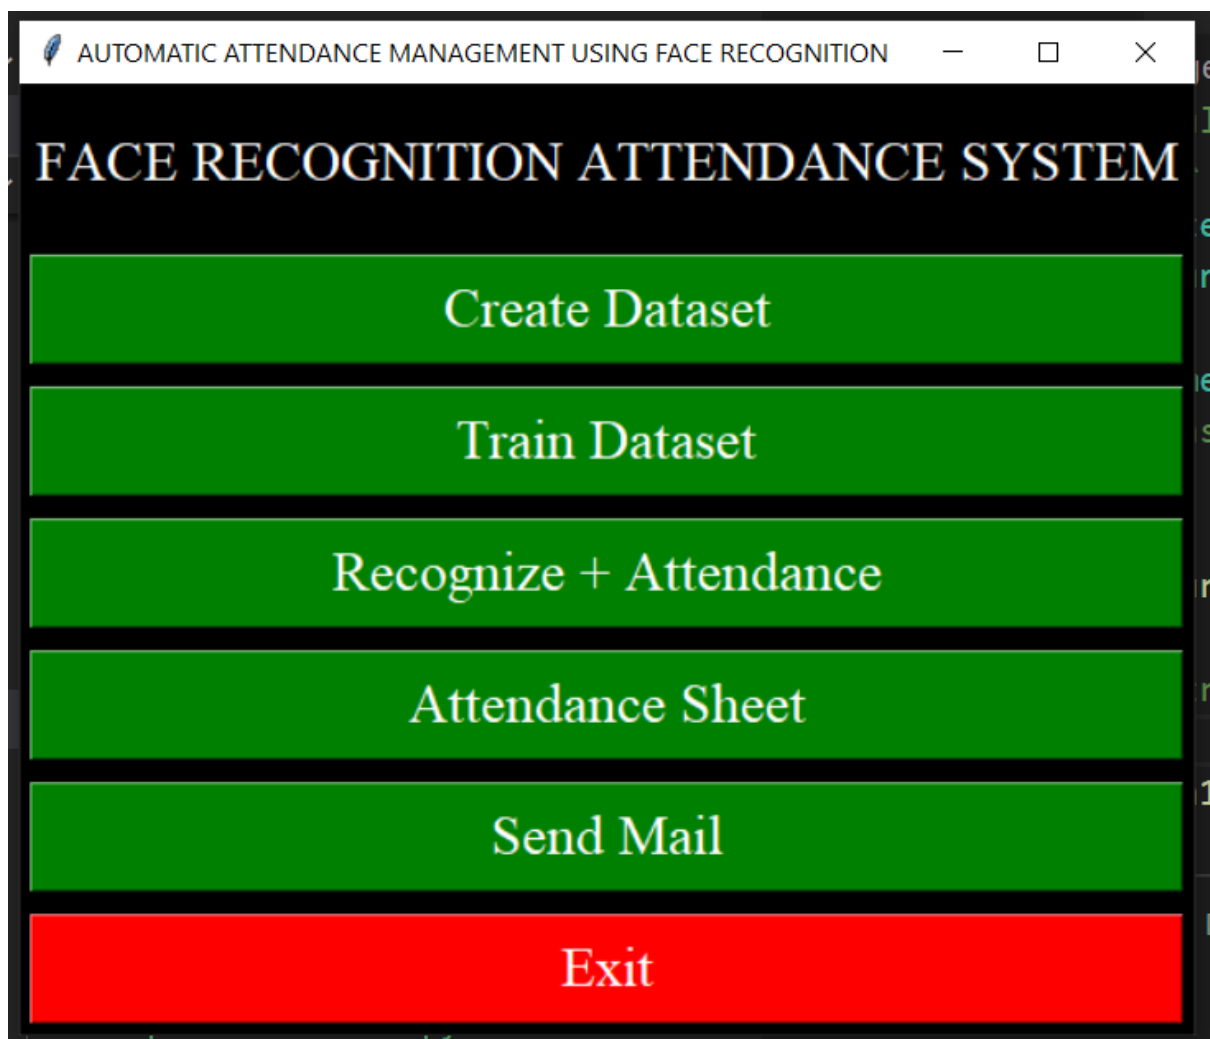 AUTOMATIC ATTENDANCE MANAGEMENT USING FACE RECOGNITION
FACE RECOGNITION ATTENDANCE SYSTEM
Create Dataset
Train Dataset
Recognize + Attendance
Attendance Sheet
Send Mail
Exit